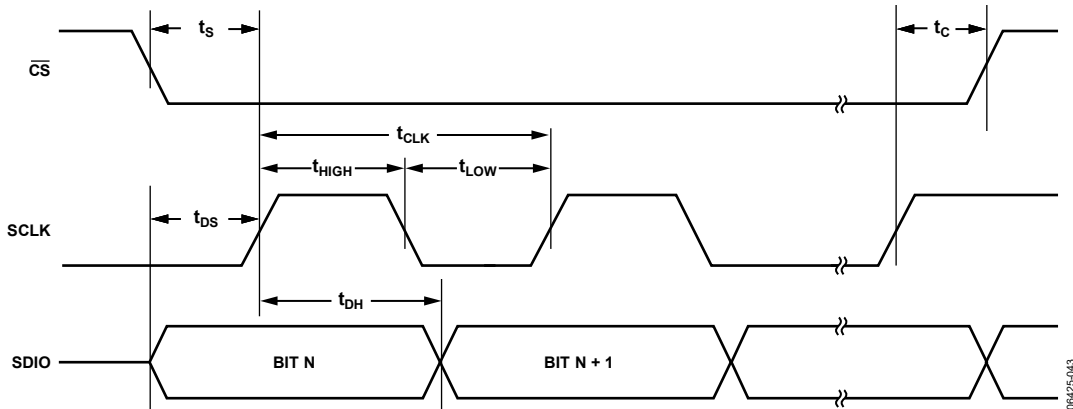 tS
tC
CS
tCLK
tHIGH
tLOW
tDS
SCLK
tDH
SDIO
BIT N
BIT N + 1
06425-043